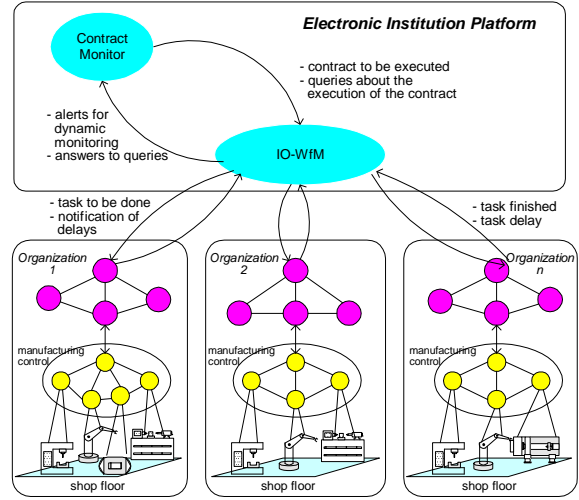 Electronic Institution Platform
Contract
Monitor
- contract to be executed
- queries about the
execution of the contract
- alerts for
dynamic
monitoring
- answers to queries
IO-WfM
- task to be done
- notification of
delays
- task finished
- task delay
Organization
1
Organization
2
Organization
n
manufacturing
control
manufacturing
control
manufacturing
control
shop floor
shop floor
shop floor